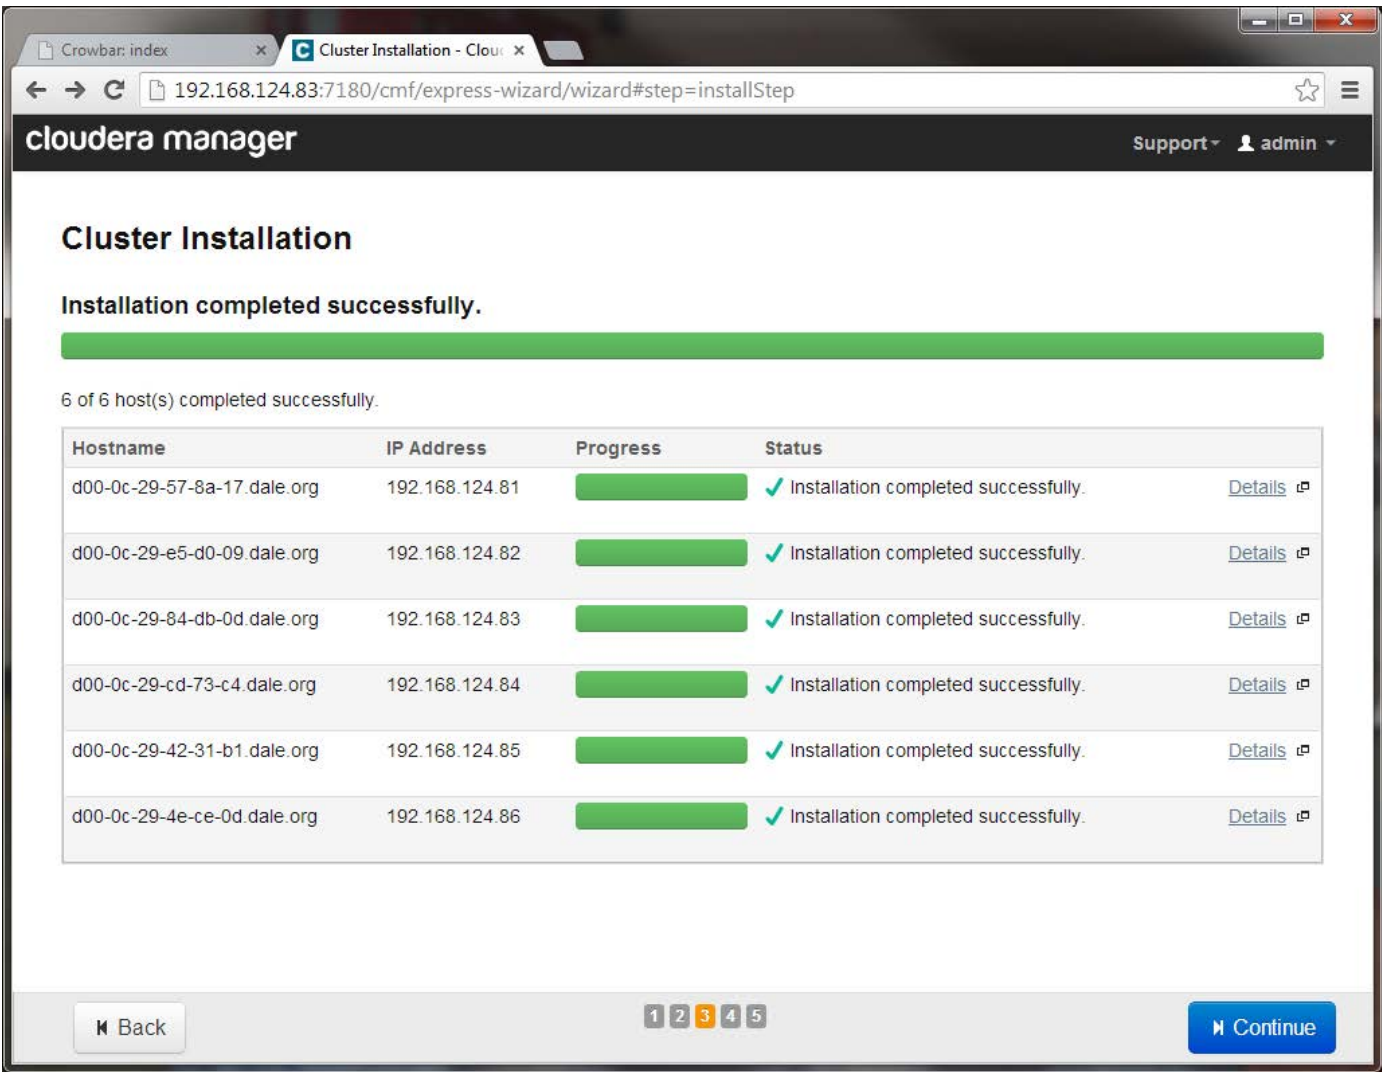 Crowbar: index
Cluster Installation - Clou
192.168.124.83:7180/cmf/express-wizard/wizard#step=installStep
cloudera manager Support admin
Cluster Installation
Installation completed successfully.
6 of 6 host(s) completed successfully.
Hostname IP Address Progress Status
d00-0c-29-57-8a-17.dale.org 192.168.124.81 Installation completed successfully. Details
d00-0c-29-e5-d0-09.dale.org 192.168.124.82 Installation completed successfully. Details
d00-0c-29-84-db-0d.dale.org 192.168.124.83 Installation completed successfully. Details
d00-0c-29-cd-73-c4.dale.org 192.168.124.84 Installation completed successfully. Details
d00-0c-29-42-31-b1.dale.org 192.168.124.85 Installation completed successfully. Details
d00-0c-29-4e-ce-0d.dale.org 192.168.124.86 Installation completed successfully. Details
Back 1 2 3 4 5 Continue